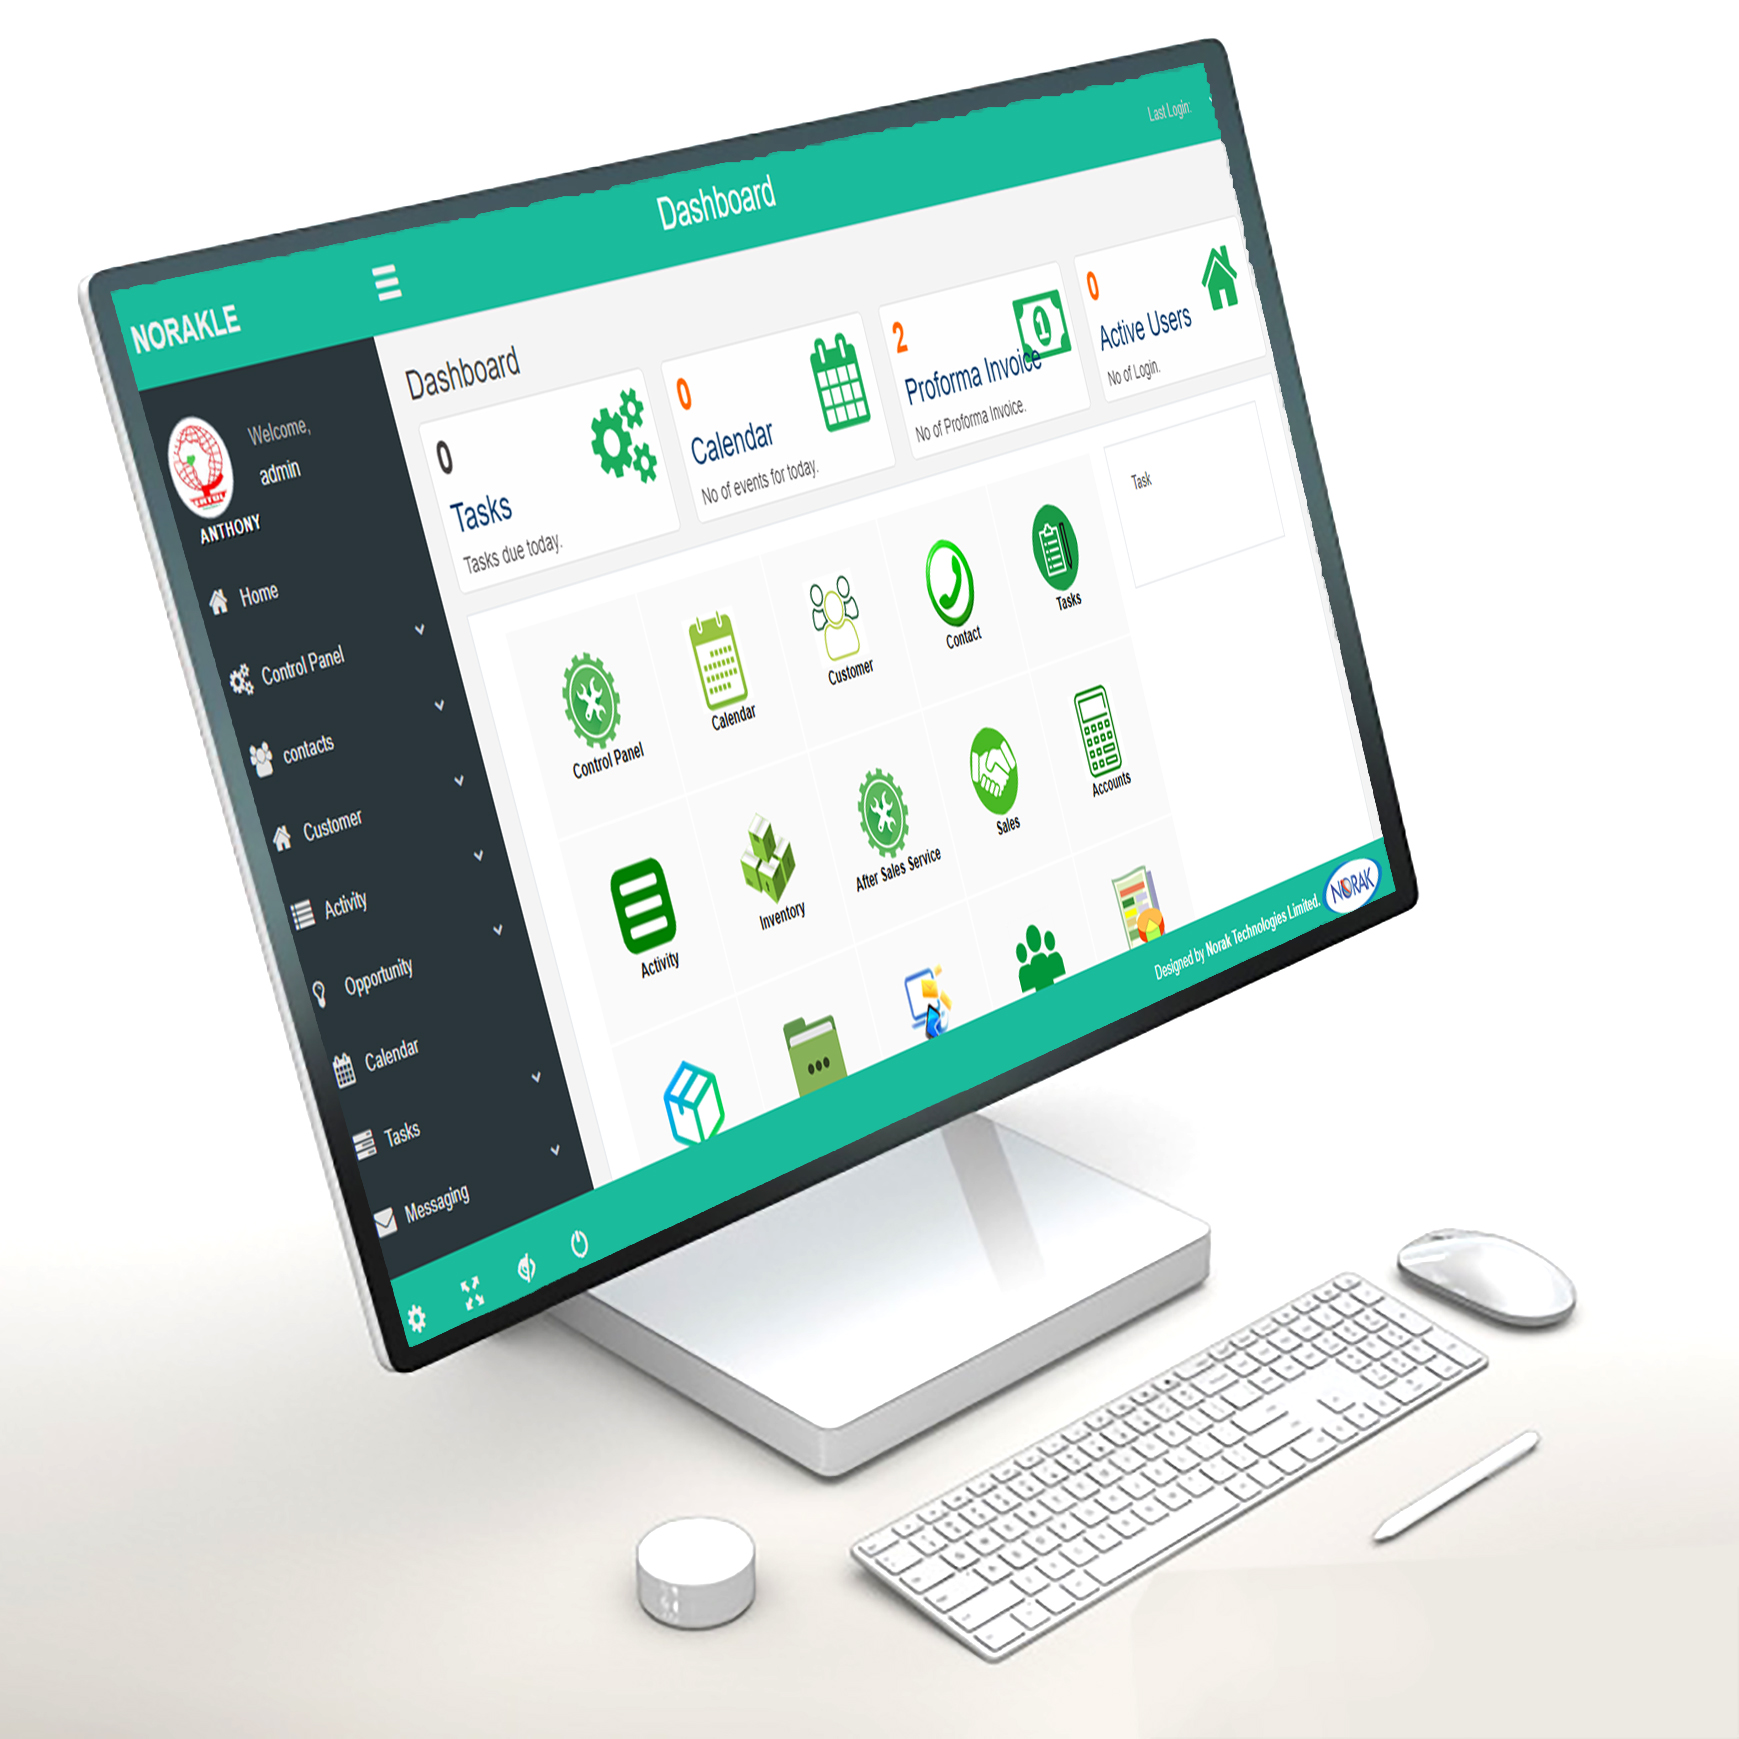 Last Login:
Dashboard
NORAKLE
Welcome,
admin
ANTHONY
Home
Control Panel
contacts
Customer
Activity
Opportunity
Calendar
Tasks
Messaging
Dashboard
0
Tasks
Tasks due today.
0
Calendar
No of events for today.
2
1
Proforma Invoice
No of Proforma Invoice.
0
Active Users
No of Login.
Control Panel
Calendar
Customer
Contact
Tasks
Task
Activity
Inventory
After Sales Service
Sales
Accounts
Designed by Norak Technologies Limited.
NORAK